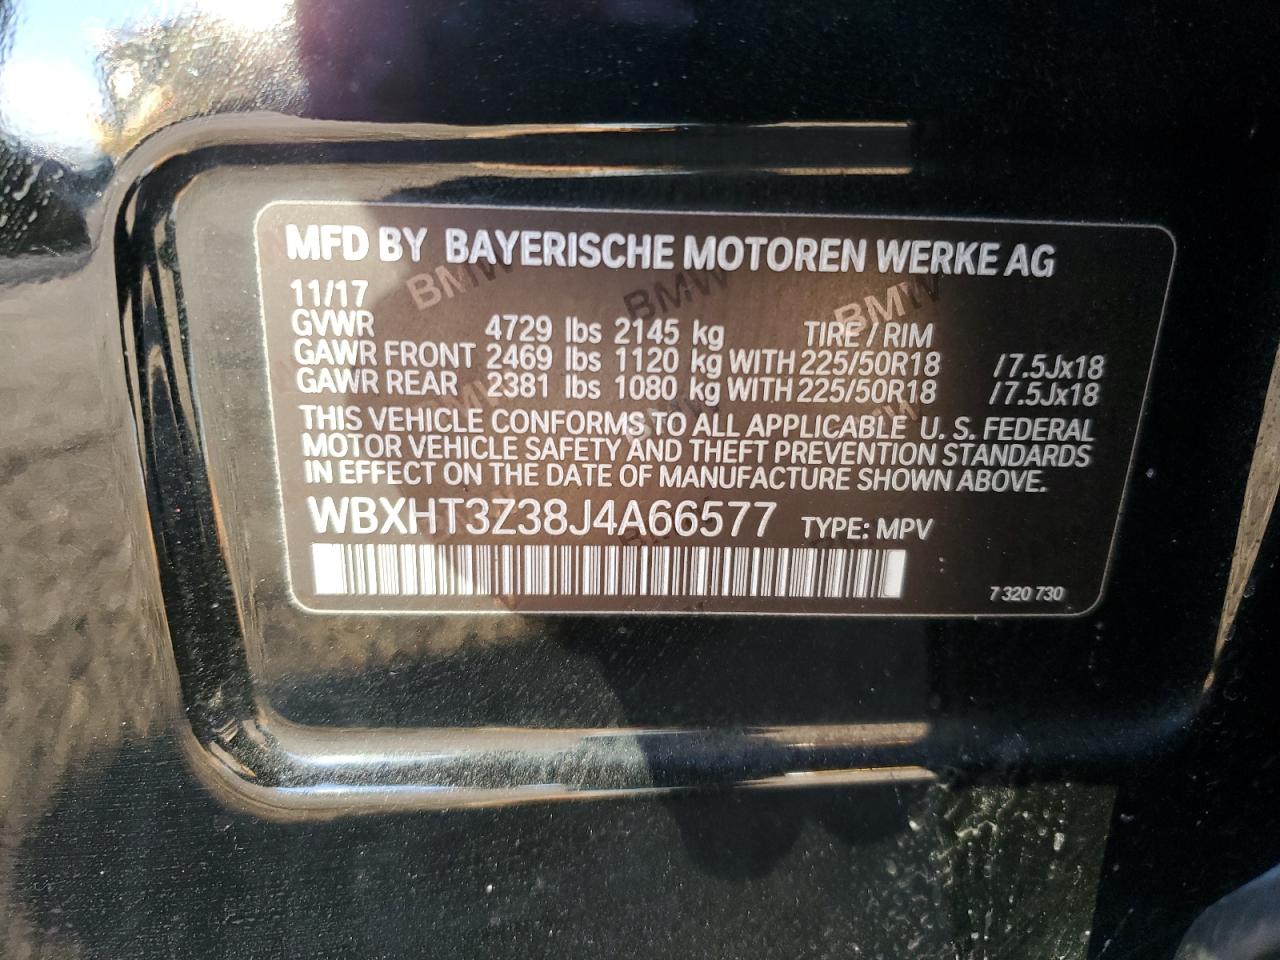 MFD BY BAYERISCHE MOTOREN WERKE AG
11/17
GVWR 4729 lbs 2145 kg TIRE / RIM
GAWR FRONT 2469 lbs 1120 kg WITH 225/50R18 /7.5Jx18
GAWR REAR 2381 lbs 1080 kg WITH 225/50R18 /7.5Jx18
THIS VEHICLE CONFORMS TO ALL APPLICABLE U. S. FEDERAL
MOTOR VEHICLE SAFETY AND THEFT PREVENTION STANDARDS
IN EFFECT ON THE DATE OF MANUFACTURE SHOWN ABOVE.
WBXHT3Z38J4A66577 TYPE: MPV
7 320 730
BMW BMW BMW